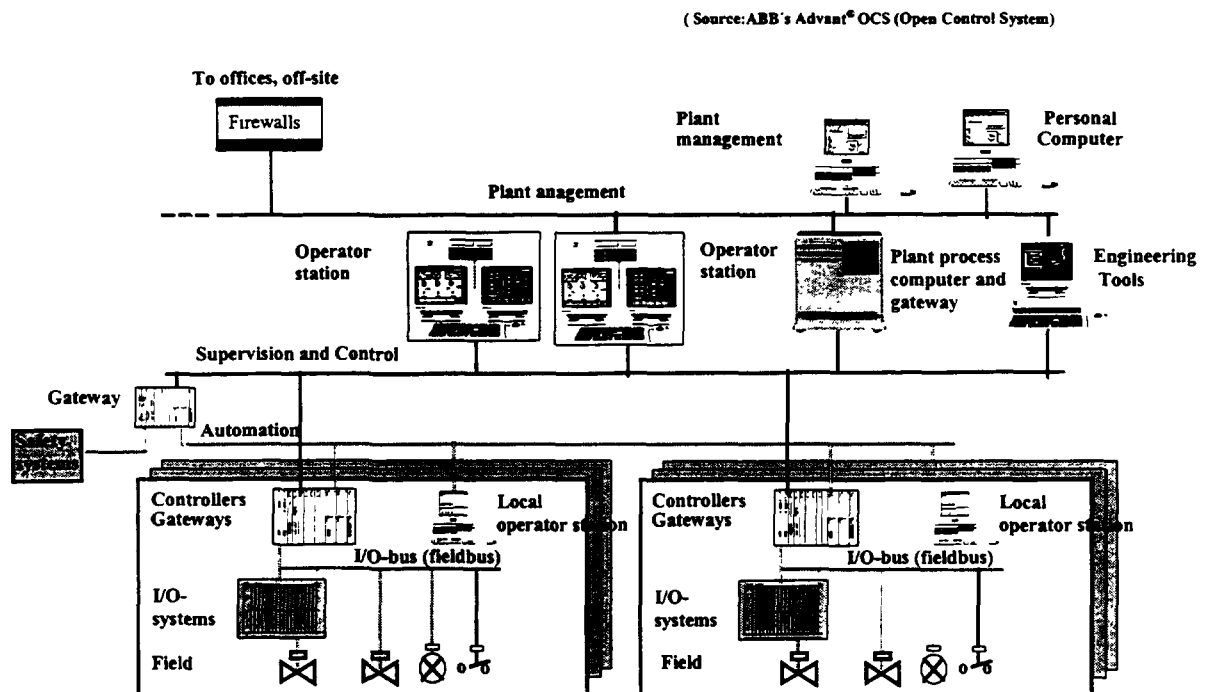 ( Source:ABB's Advant® OCS (Open Control System)
To offices, off-site
Firewalls
Plant
management
Personal
Computer
Plant anagement
Operator
station
Operator
station
Plant process
computer and
gateway
Engineering
Tools
Supervision and Control
Gateway
Automation
Safety
systems
Controllers
Gateways
Local
operator station
I/O-bus (fieldbus)
I/O-
systems
Field
Controllers
Gateways
Local
operator station
I/O-bus (fieldbus)
I/O-
systems
Field